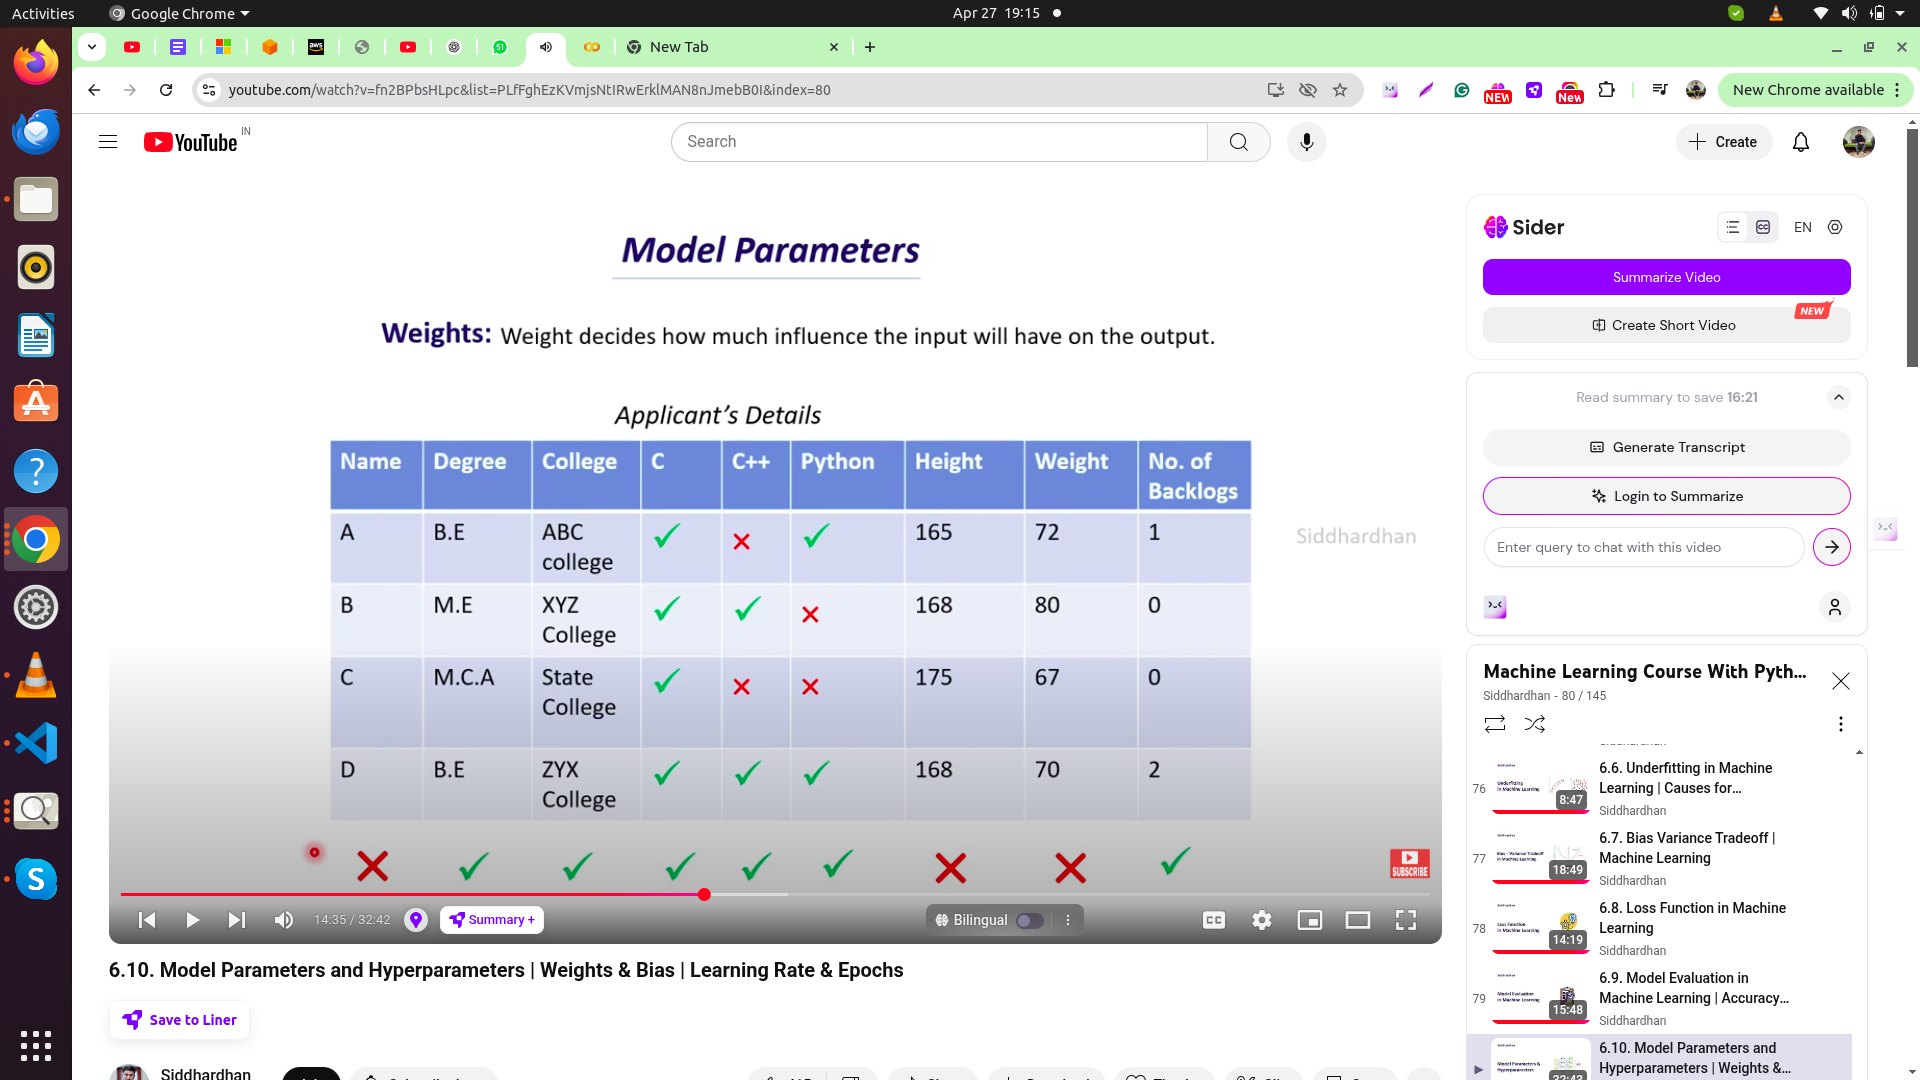 Activities
Google Chrome
Apr 27 19:15
New Tab
youtube.com/watch?v=fn2BPbsHLpc&list=PLfFghEzKVmjsNtIRwErklMAN8nJmebB0I&index=80
NEW
New
New Chrome available
YouTube
IN
Search
Create
Model Parameters
Weights: Weight decides how much influence the input will have on the output.
Applicant's Details
Name Degree College C C++ Python Height Weight No. of Backlogs
A B.E ABC college 165 72 1
B M.E XYZ College 168 80 0
C M.C.A State College 175 67 0
D B.E ZYX College 168 70 2
Siddhardhan
SUBSCRIBE
14:35 / 32:42
Summary +
Bilingual
CC
6.10. Model Parameters and Hyperparameters | Weights & Bias | Learning Rate & Epochs
Save to Liner
Siddhardhan
Sider
EN
Summarize Video
NEW
Create Short Video
Read summary to save 16:21
Generate Transcript
Login to Summarize
Enter query to chat with this video
Machine Learning Course With Pyth...
Siddhardhan - 80 / 145
76
8:47
6.6. Underfitting in Machine
Learning | Causes for...
Siddhardhan
77
18:49
6.7. Bias Variance Tradeoff |
Machine Learning
Siddhardhan
78
14:19
6.8. Loss Function in Machine
Learning
Siddhardhan
79
15:48
6.9. Model Evaluation in
Machine Learning | Accuracy...
Siddhardhan
6.10. Model Parameters and
Hyperparameters | Weights &...